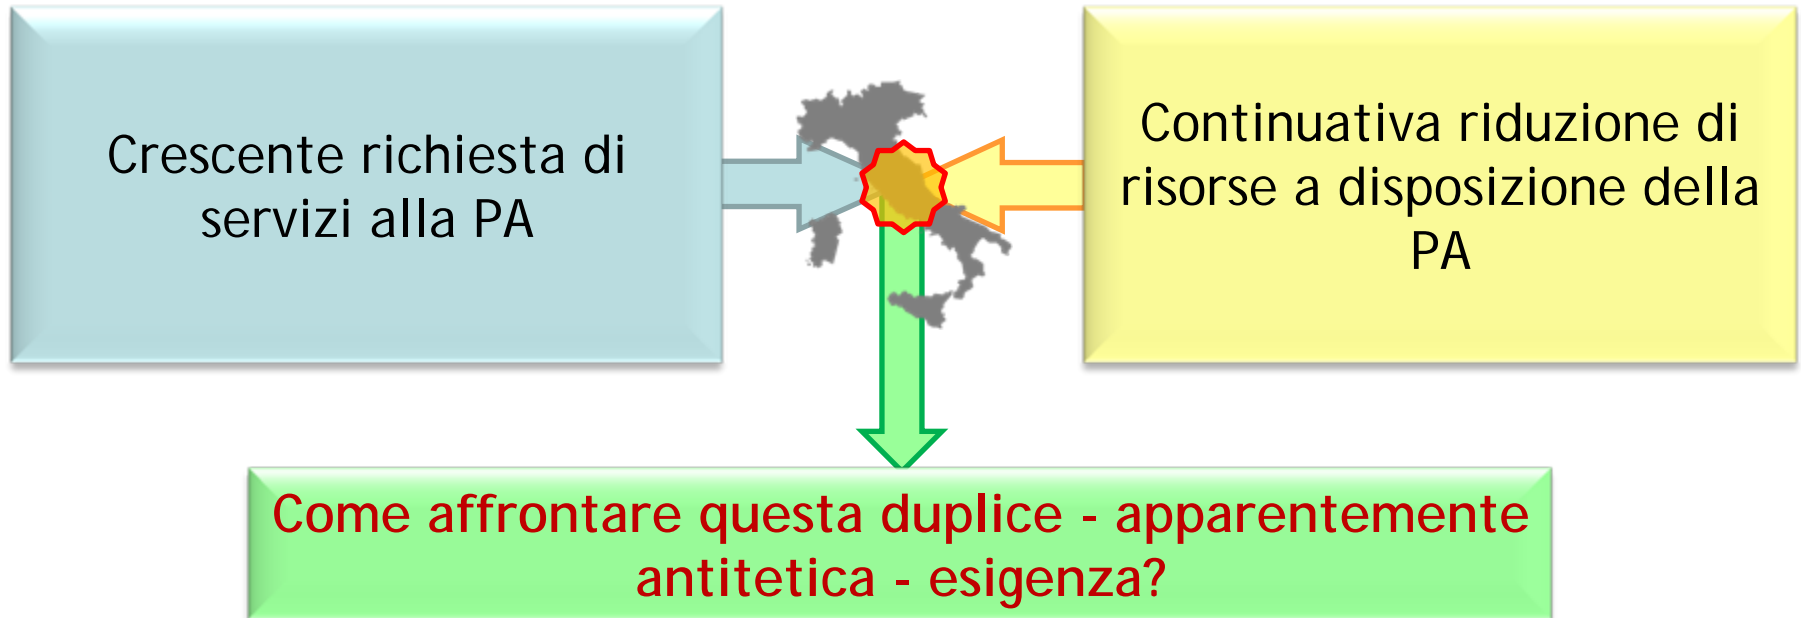 Crescente richiesta di
servizi alla PA
Continuativa riduzione di
risorse a disposizione della
PA
Come affrontare questa duplice - apparentemente
antitetica - esigenza?